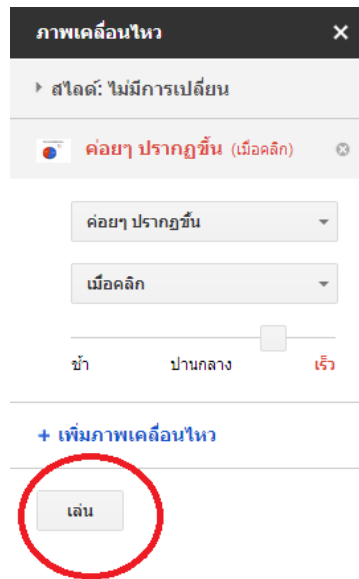 ภาพเคลื่อนไหว
สไลด์: ไม่มีการเปลี่ยน
ค่อยๆ ปรากฏขึ้น (เมื่อคลิก)
ค่อยๆ ปรากฏขึ้น
เมื่อคลิก
ช้า ปานกลาง เร็ว
+ เพิ่มภาพเคลื่อนไหว
เล่น